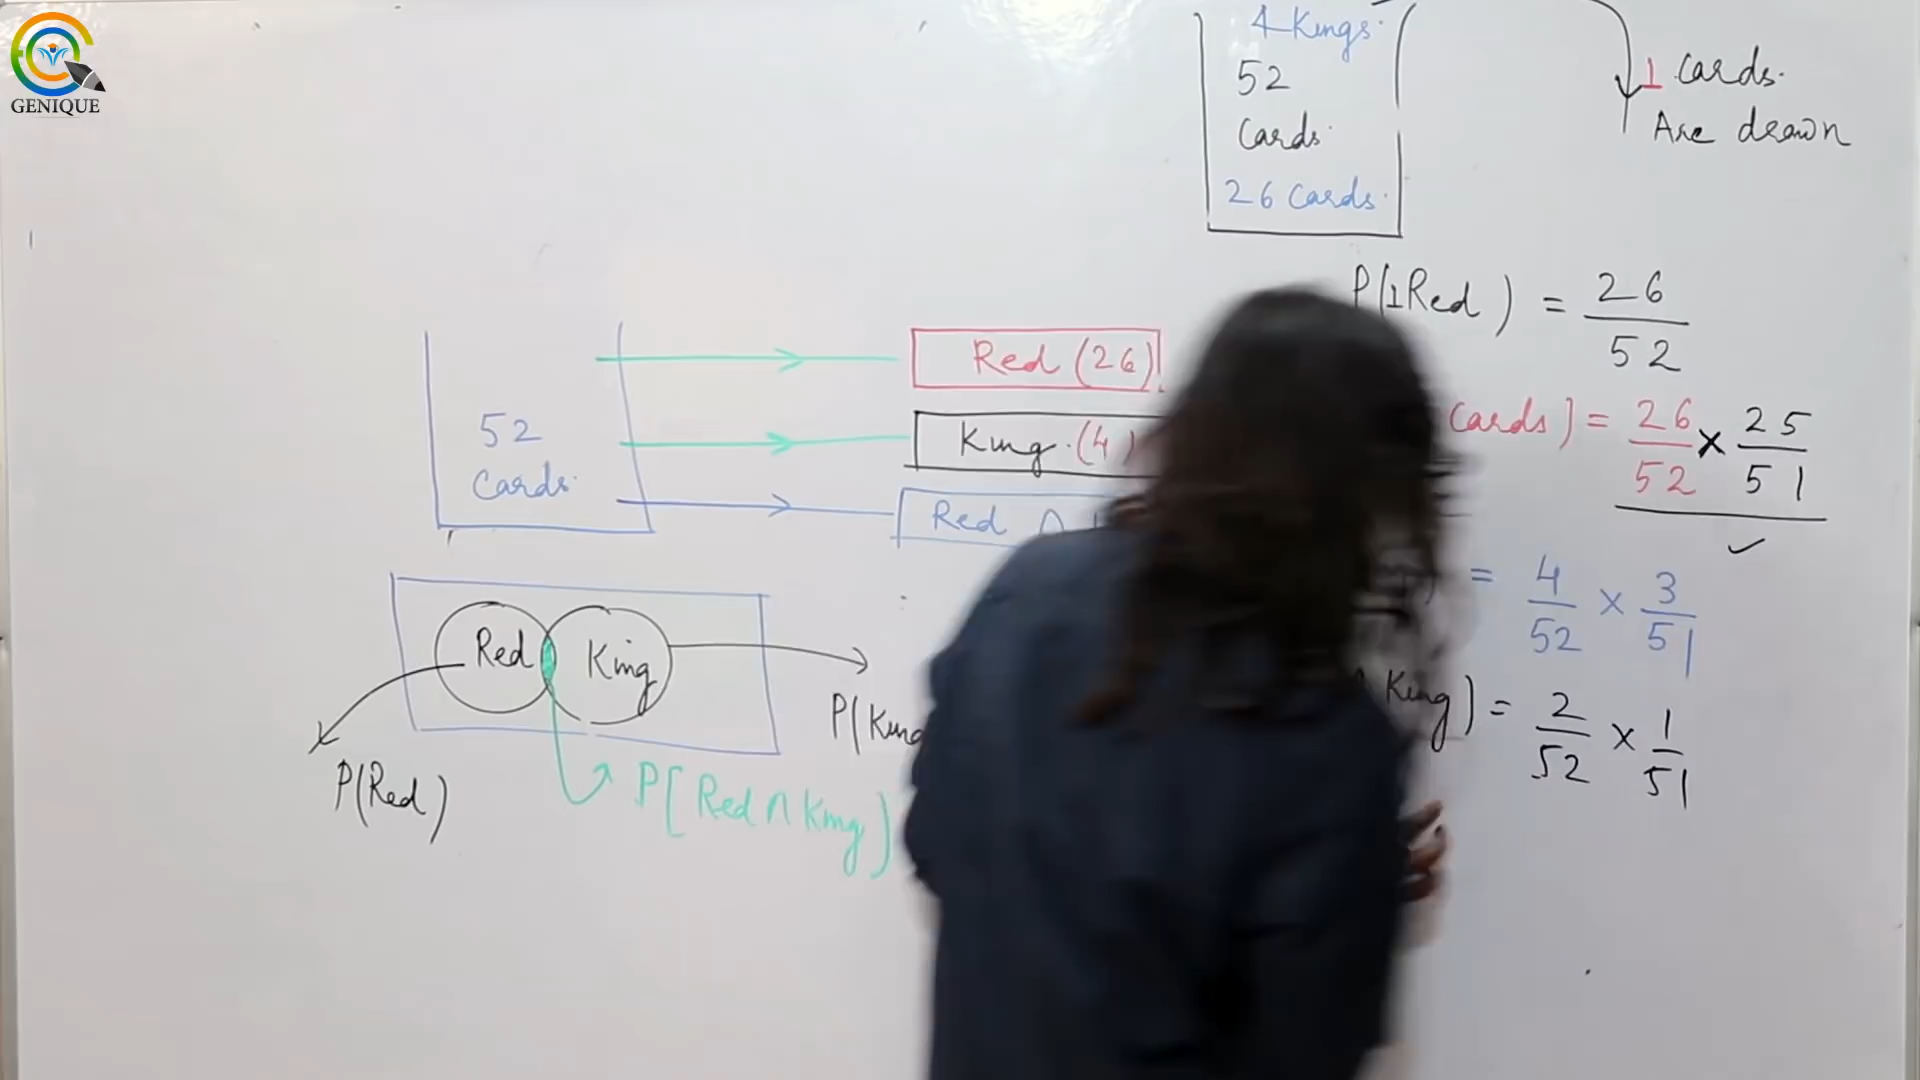 GENIQUE
4 Kings.
52
Cards.
26 Cards.
1 Cards.
Are drawn
P(1Red) = 26/52
Cards] = 26/52 × 25/51
= 4/52 × 3/51
King) = 2/52 × 1/51
52
Cards.
Red (26)
King (4)
Red ∩
Red
King
P(Red)
P[Red ∩ King)
P(King